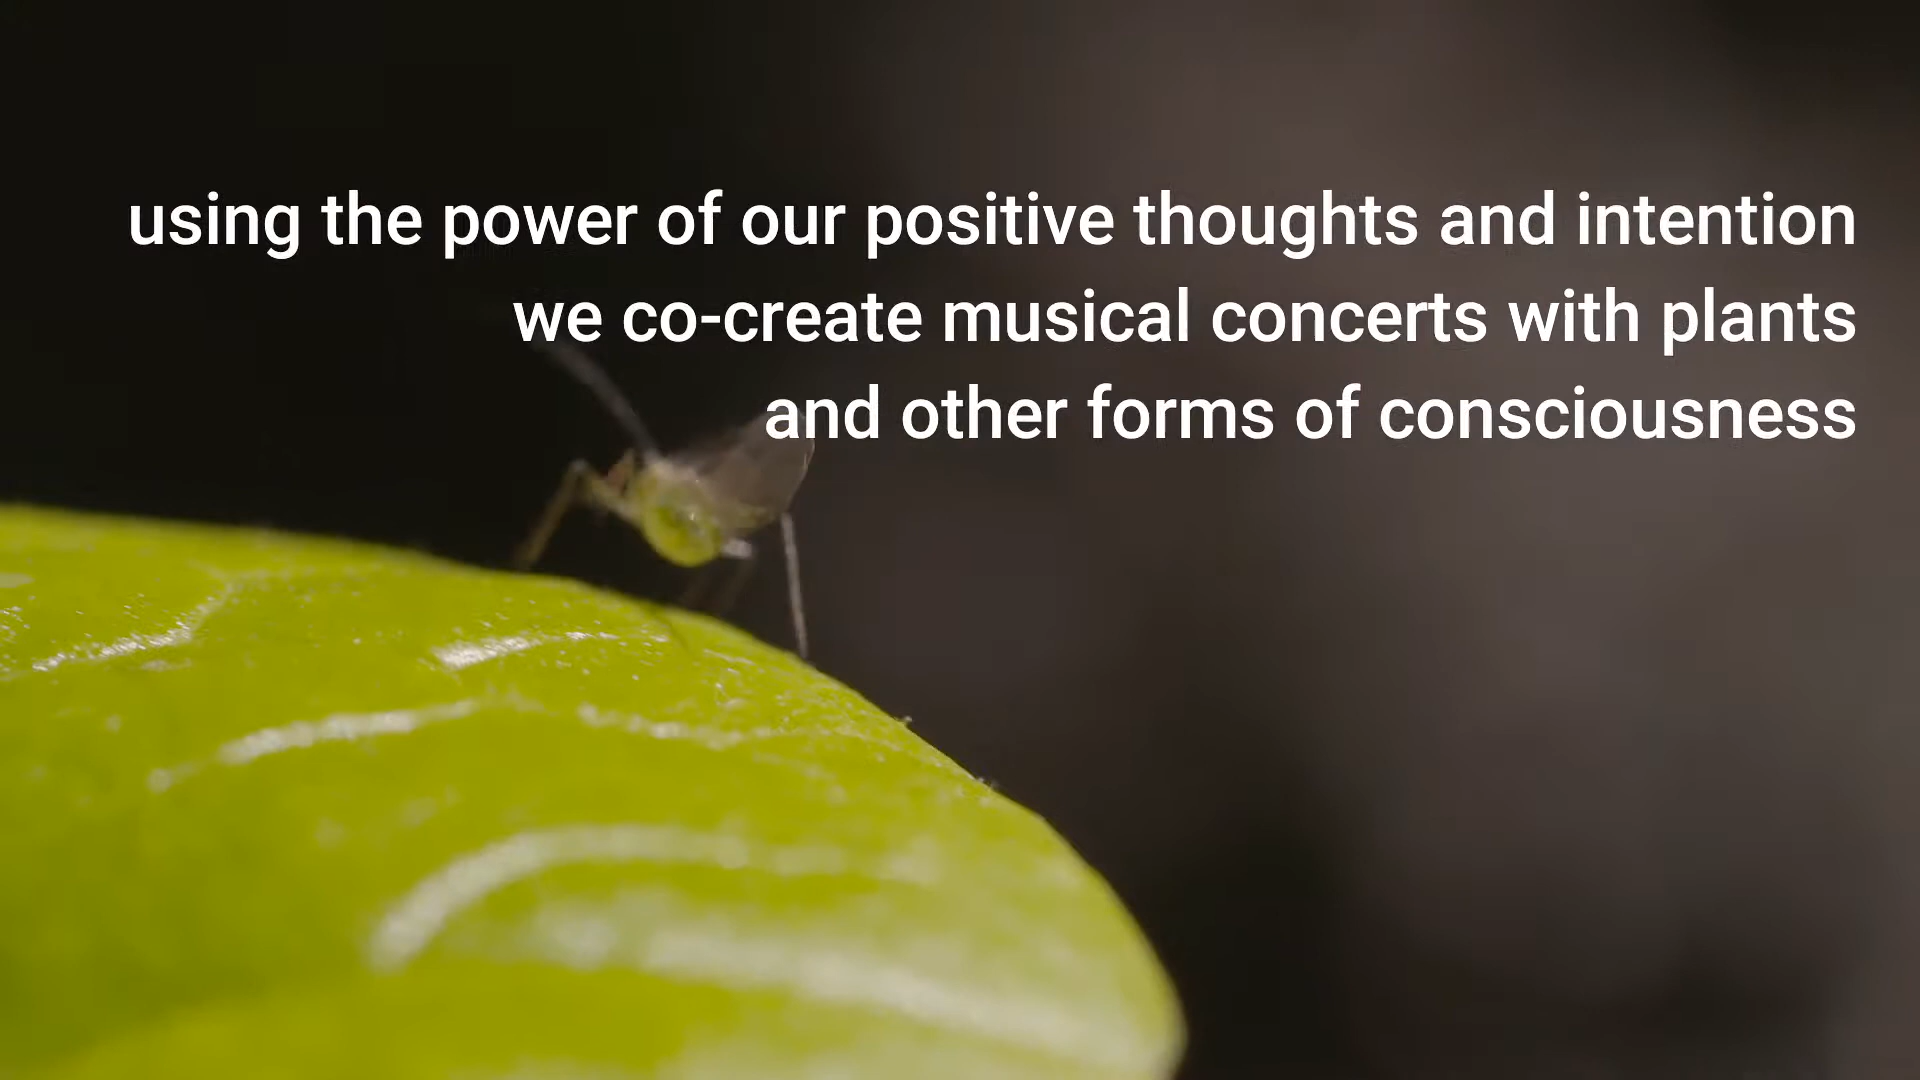 using the power of our positive thoughts and intention
we co-create musical concerts with plants
and other forms of consciousness